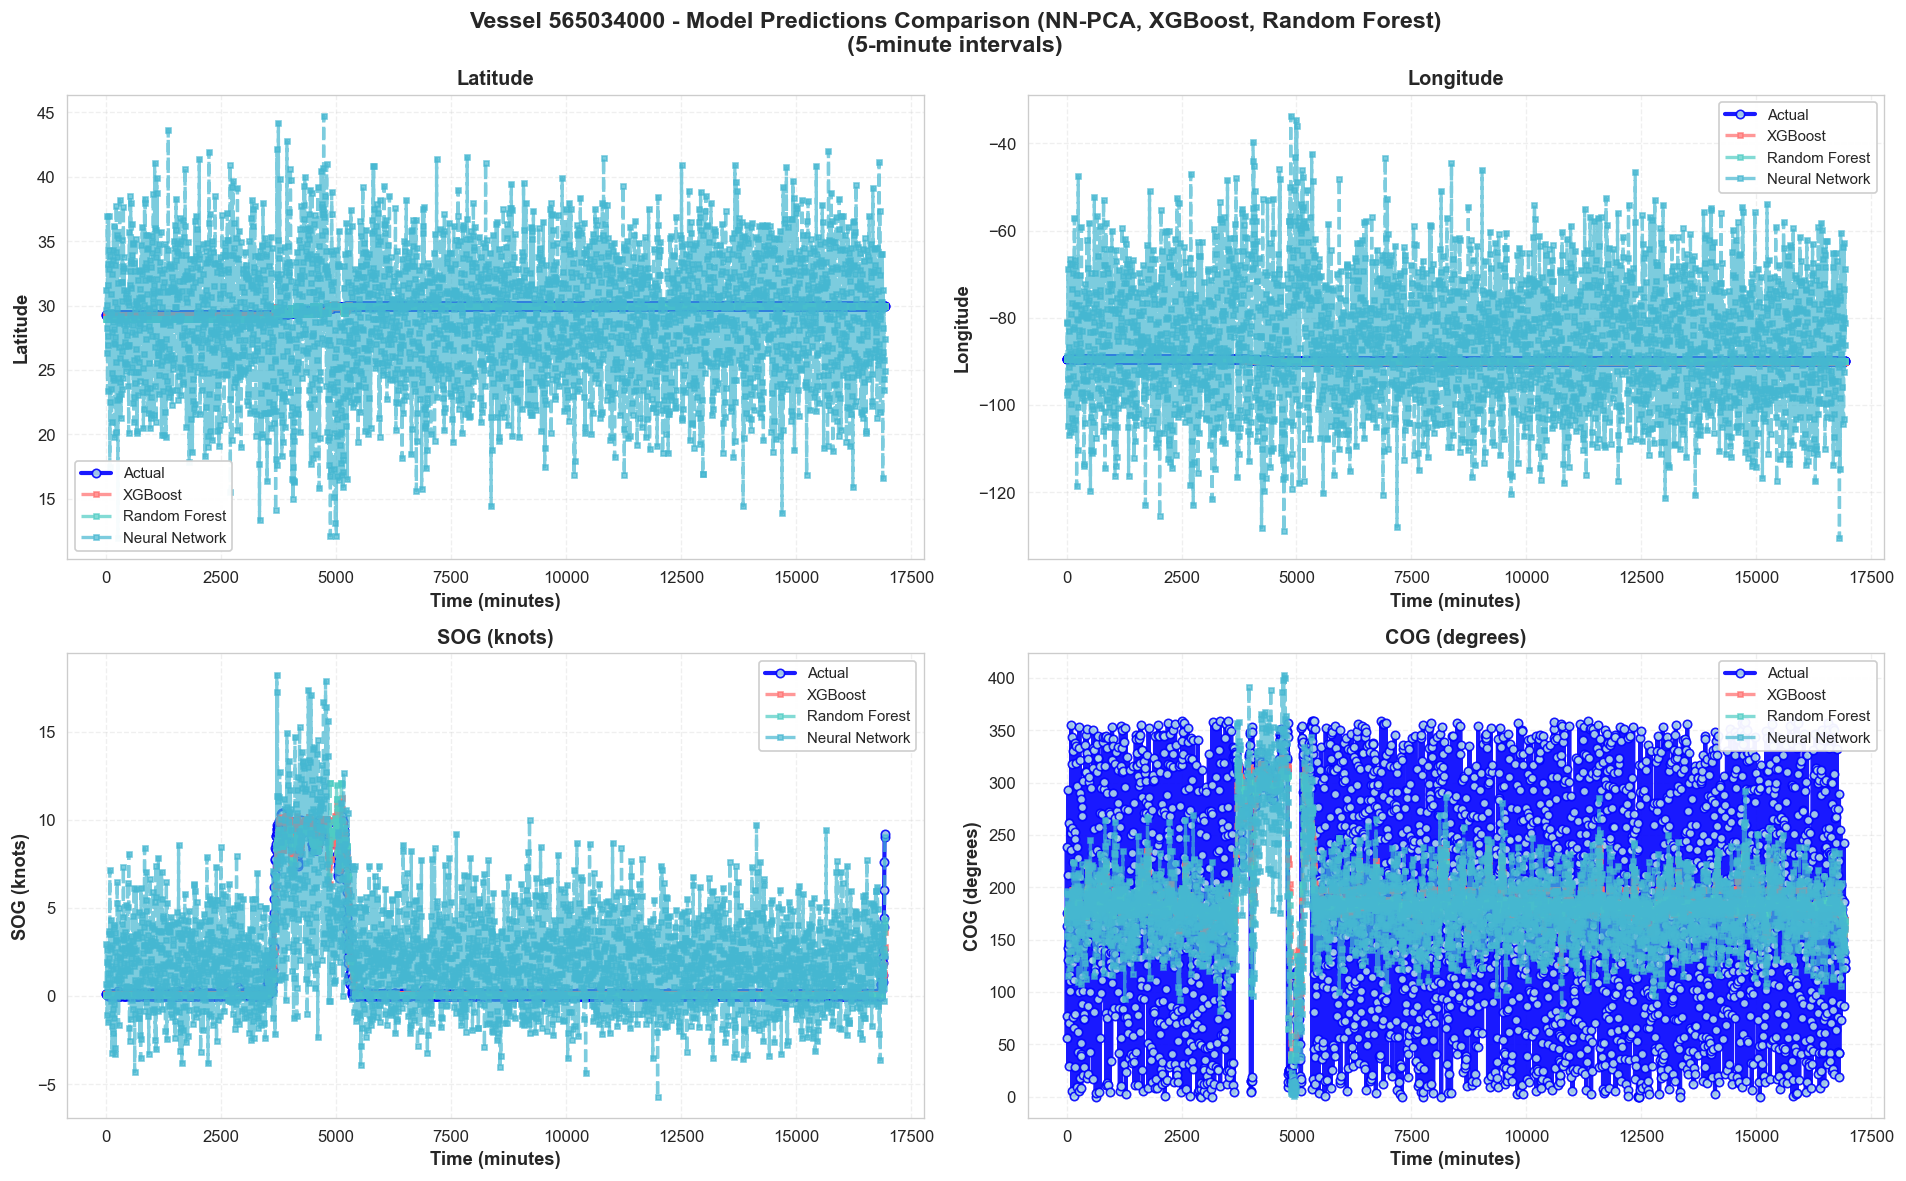 Vessel 565034000 - Model Predictions Comparison (NN-PCA, XGBoost, Random Forest)
(5-minute intervals)
Latitude
45
40
35
30
25
20
15
Latitude
Actual
XGBoost
Random Forest
Neural Network
0 2500 5000 7500 10000 12500 15000 17500
Time (minutes)
Longitude
−40
−60
−80
−100
−120
Longitude
Actual
XGBoost
Random Forest
Neural Network
0 2500 5000 7500 10000 12500 15000 17500
Time (minutes)
SOG (knots)
15
10
5
0
−5
SOG (knots)
Actual
XGBoost
Random Forest
Neural Network
0 2500 5000 7500 10000 12500 15000 17500
Time (minutes)
COG (degrees)
400
350
300
250
200
150
100
50
0
COG (degrees)
Actual
XGBoost
Random Forest
Neural Network
0 2500 5000 7500 10000 12500 15000 17500
Time (minutes)